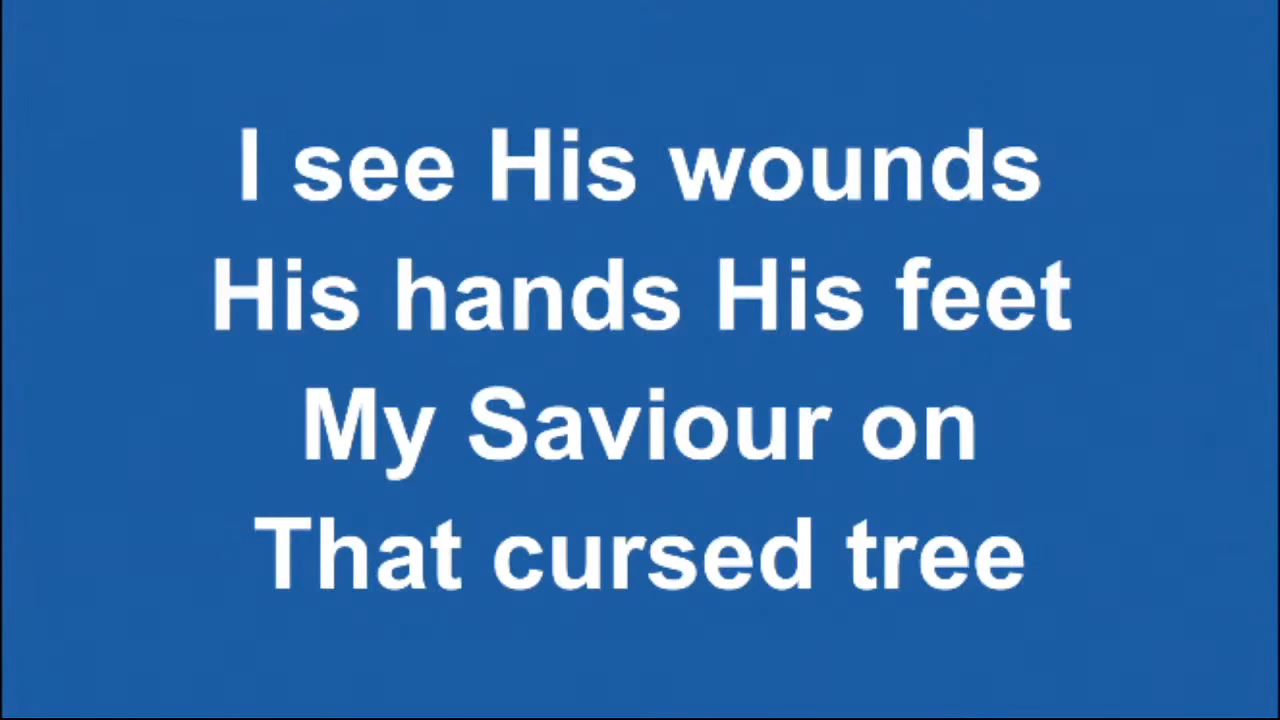 I see His wounds
His hands His feet
My Saviour on
That cursed tree